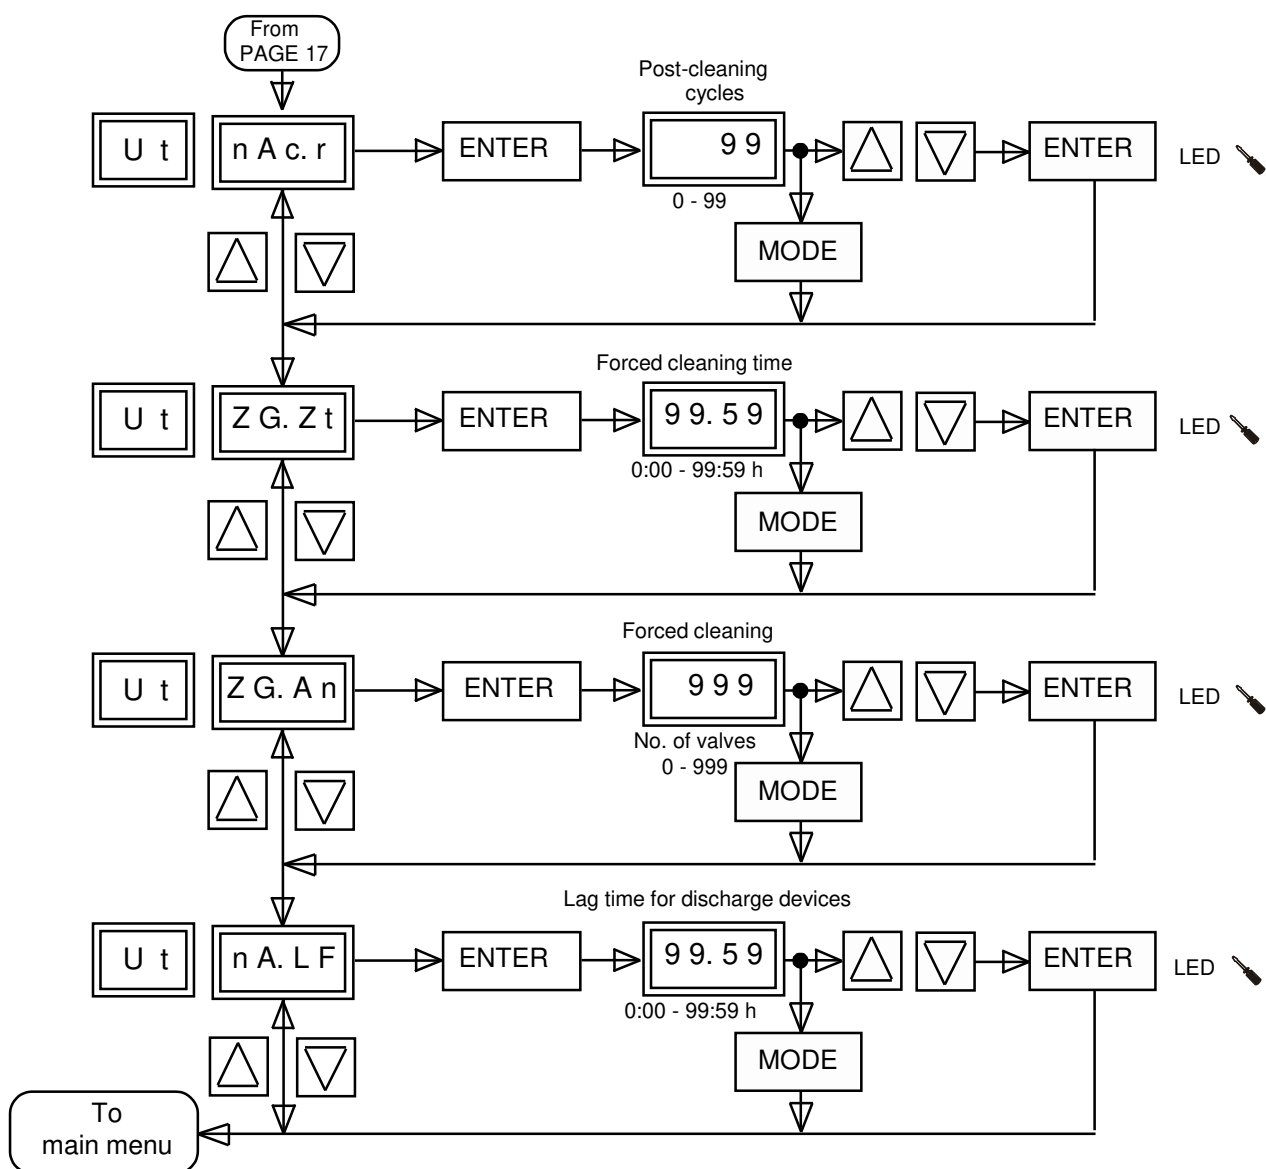 From
PAGE 17
Post-cleaning
cycles
U t
n A c. r
ENTER
9 9
ENTER
LED
0 - 99
MODE
Forced cleaning time
U t
Z G. Z t
ENTER
9 9. 5 9
ENTER
LED
0:00 - 99:59 h
MODE
Forced cleaning
U t
Z G. A n
ENTER
9 9 9
ENTER
LED
No. of valves
0 - 999
MODE
Lag time for discharge devices
U t
n A. L F
ENTER
9 9. 5 9
ENTER
LED
0:00 - 99:59 h
MODE
To
main menu